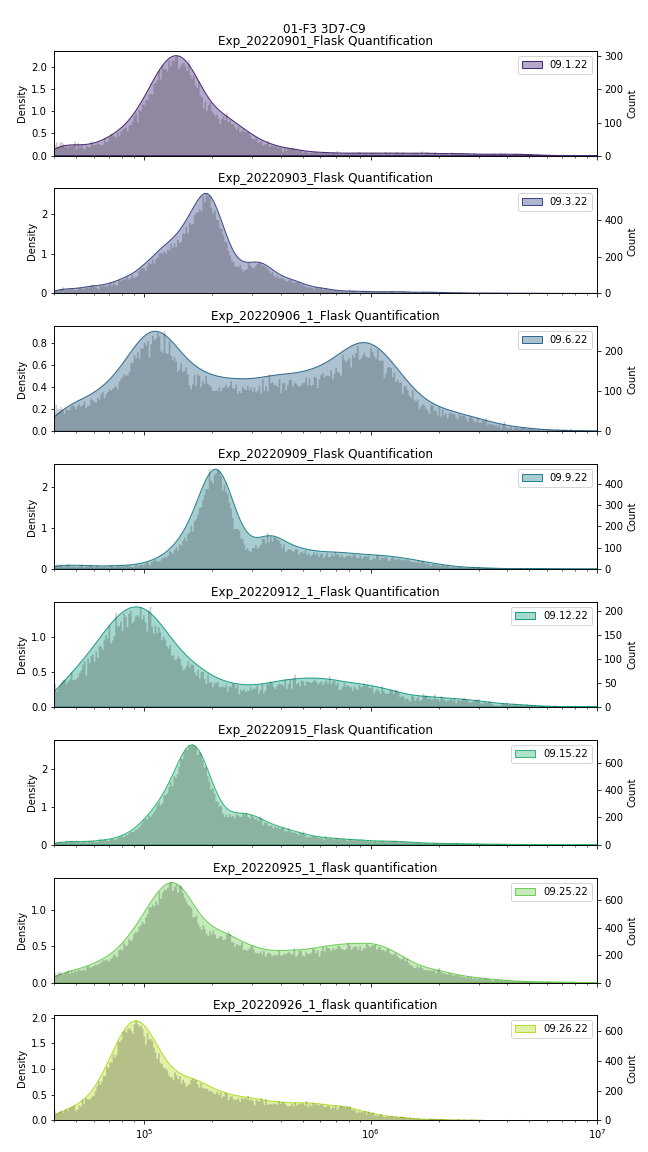 01-F3 3D7-C9
Exp_20220901_Flask Quantification
2.0
1.5
1.0
0.5
0.0
Density
09.1.22
300
200
100
0
Count
Exp_20220903_Flask Quantification
2
1
0
Density
09.3.22
400
200
0
Count
Exp_20220906_1_Flask Quantification
0.8
0.6
0.4
0.2
0.0
Density
09.6.22
200
100
0
Count
Exp_20220909_Flask Quantification
2
1
0
Density
09.9.22
400
300
200
100
0
Count
Exp_20220912_1_Flask Quantification
1.0
0.5
0.0
Density
09.12.22
200
150
100
50
0
Count
Exp_20220915_Flask Quantification
2
1
0
Density
09.15.22
600
400
200
0
Count
Exp_20220925_1_flask quantification
1.0
0.5
0.0
Density
09.25.22
600
400
200
0
Count
Exp_20220926_1_flask quantification
2.0
1.5
1.0
0.5
0.0
Density
09.26.22
600
400
200
0
Count
10⁵ 10⁶ 10⁷